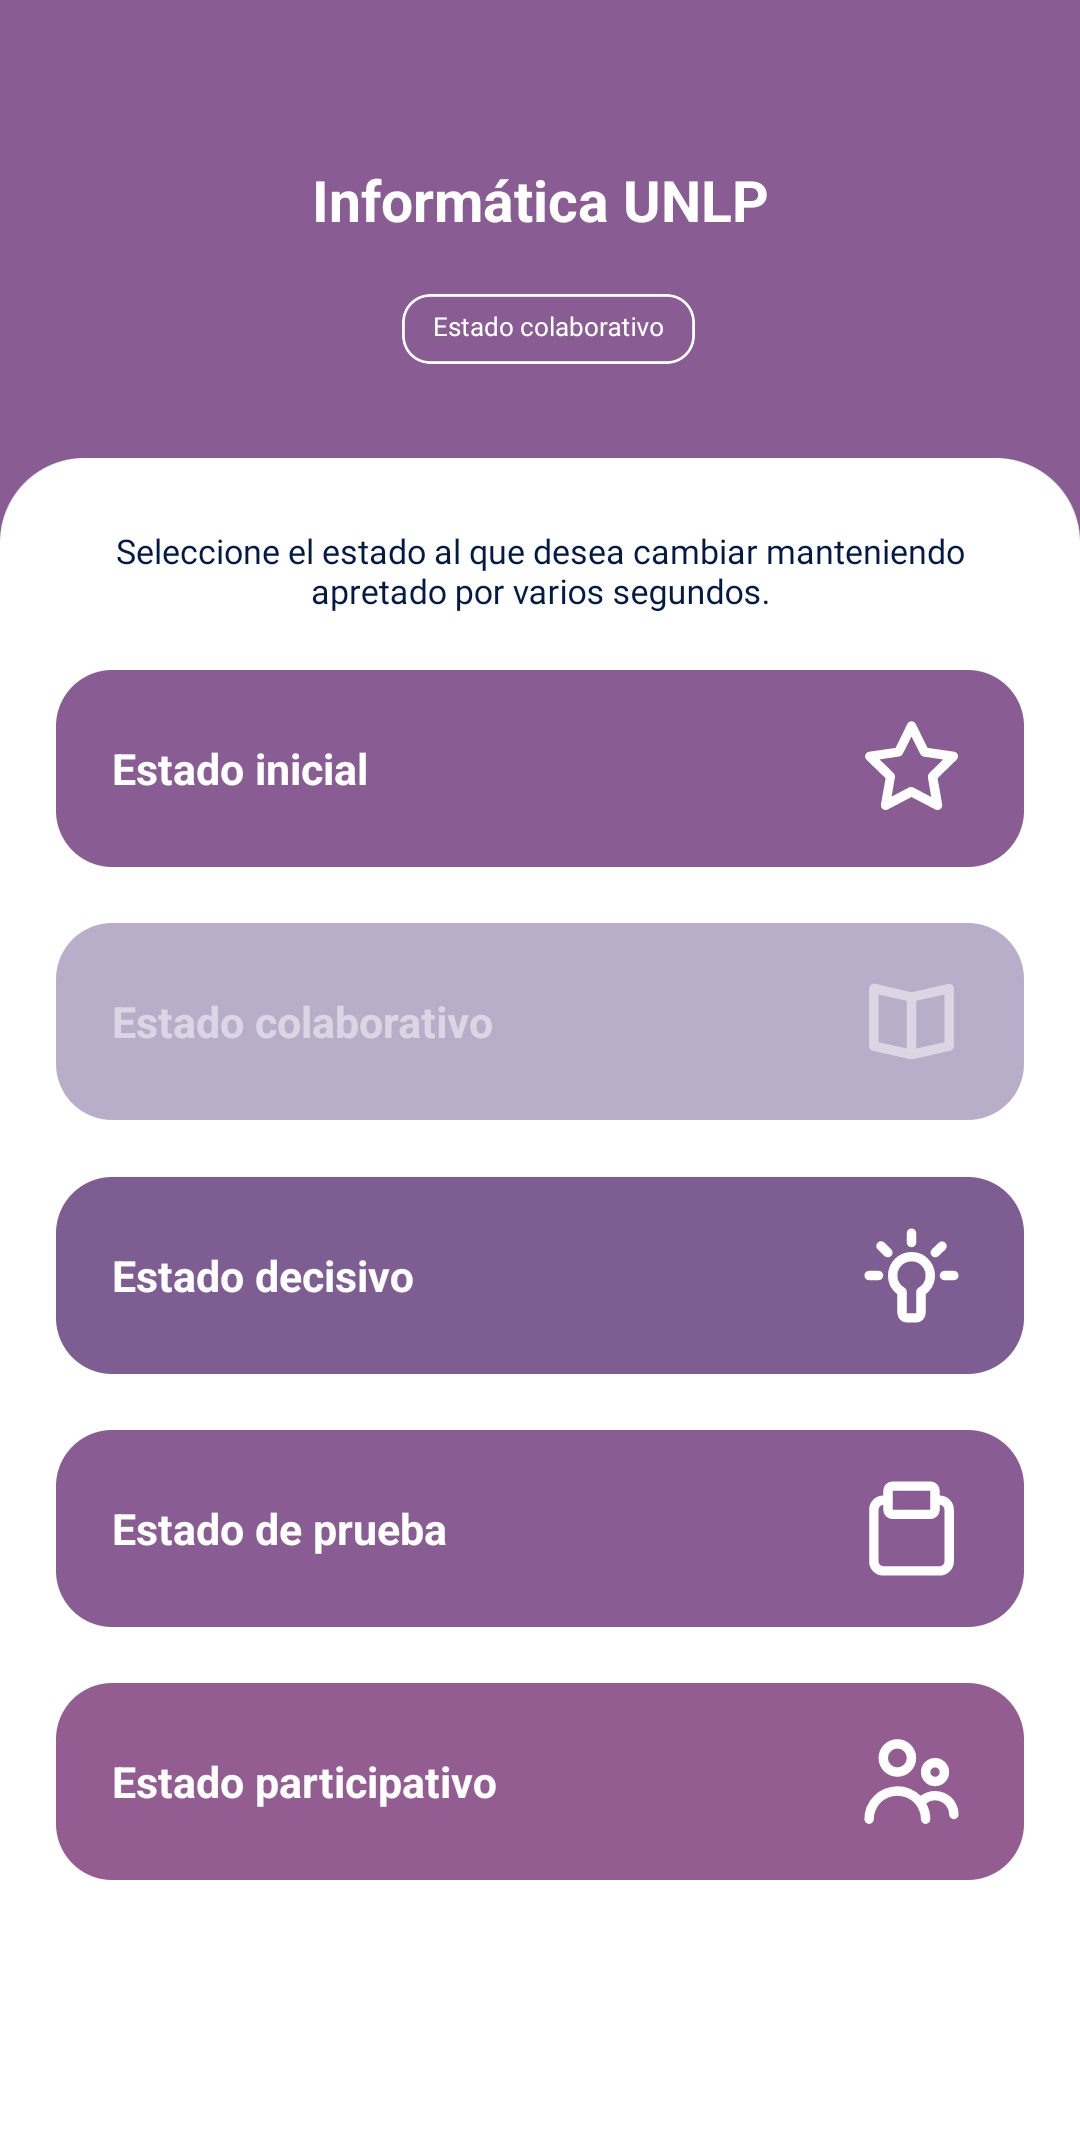 Informática UNLP
Estado colaborativo
Seleccione el estado al que desea cambiar manteniendo
apretado por varios segundos.
Estado inicial
Estado colaborativo
Estado decisivo
Estado de prueba
Estado participativo